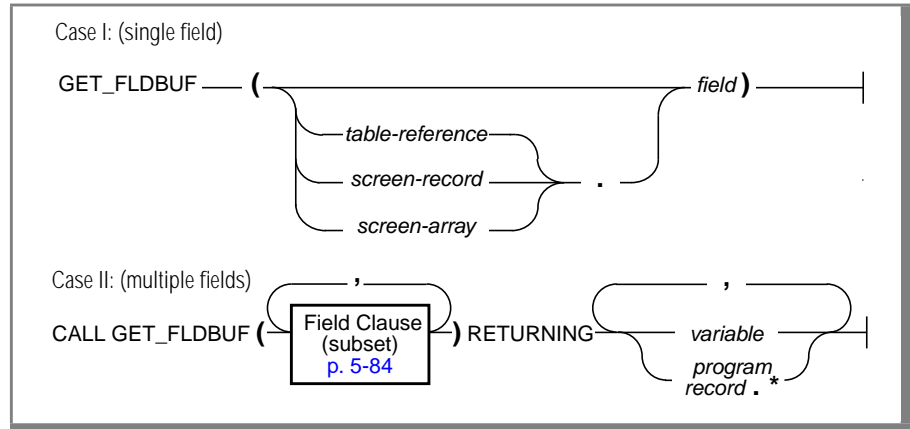 Case I: (single field)
GET_FLDBUF ( field )
table-reference
screen-record .
screen-array
Case II: (multiple fields)
, ,
CALL GET_FLDBUF ( Field Clause ) RETURNING variable
(subset)
p. 5-84
program
record . *